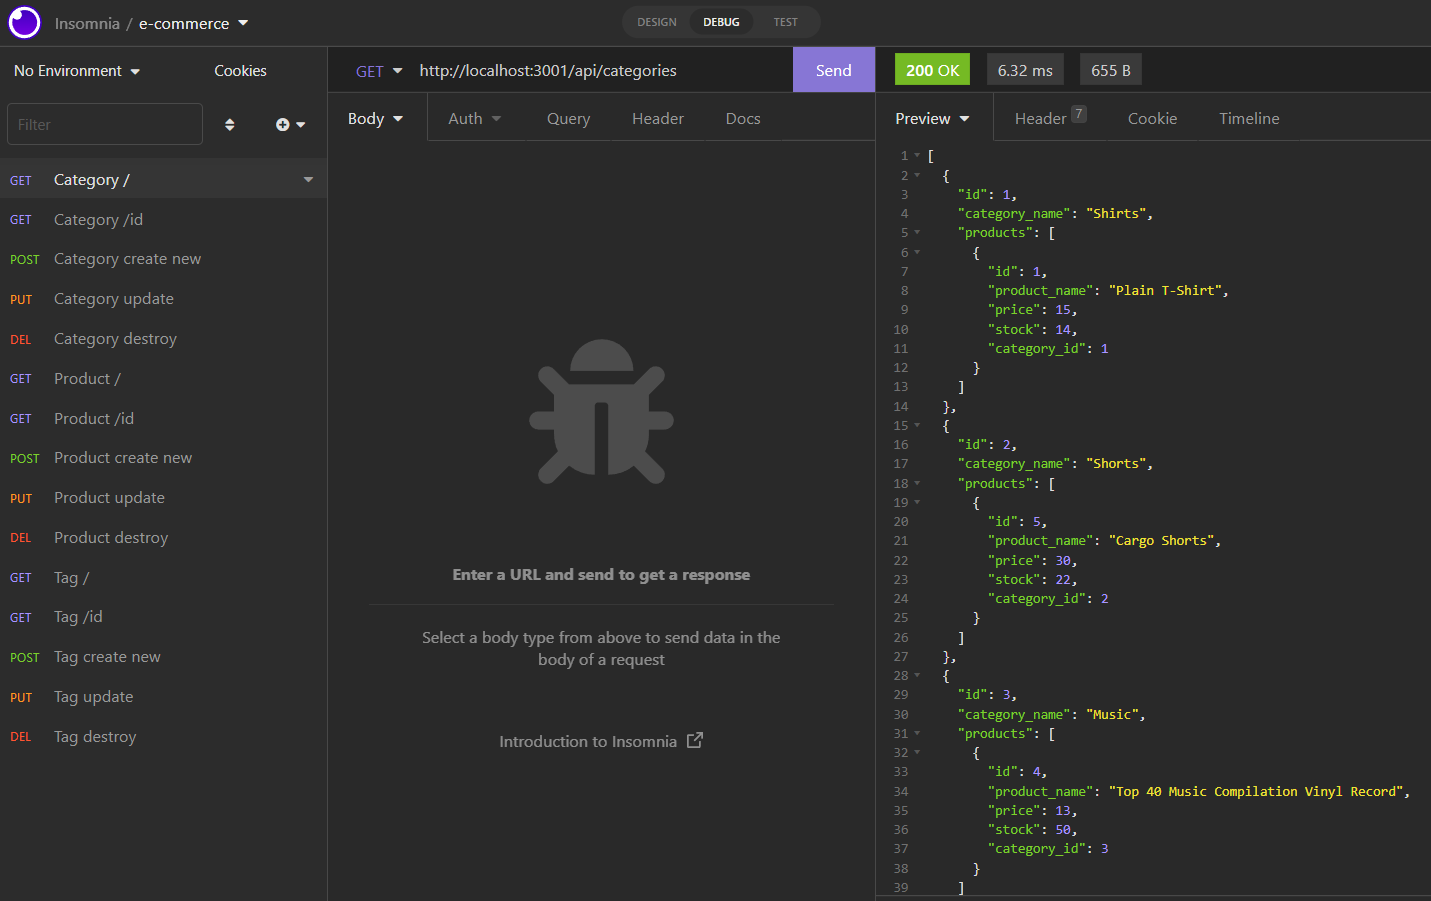 Insomnia / e-commerce
DESIGN DEBUG TEST
No Environment Cookies
Filter
GET Category /
GET Category /id
POST Category create new
PUT Category update
DEL Category destroy
GET Product /
GET Product /id
POST Product create new
PUT Product update
DEL Product destroy
GET Tag /
GET Tag /id
POST Tag create new
PUT Tag update
DEL Tag destroy
GET http://localhost:3001/api/categories Send
Body Auth Query Header Docs
Enter a URL and send to get a response
Select a body type from above to send data in the
body of a request
Introduction to Insomnia
200 OK 6.32 ms 655 B
Preview Header 7 Cookie Timeline
1 [
2 {
3 "id": 1,
4 "category_name": "Shirts",
5 "products": [
6 {
7 "id": 1,
8 "product_name": "Plain T-Shirt",
9 "price": 15,
10 "stock": 14,
11 "category_id": 1
12 }
13 ]
14 },
15 {
16 "id": 2,
17 "category_name": "Shorts",
18 "products": [
19 {
20 "id": 5,
21 "product_name": "Cargo Shorts",
22 "price": 30,
23 "stock": 22,
24 "category_id": 2
25 }
26 ]
27 },
28 {
29 "id": 3,
30 "category_name": "Music",
31 "products": [
32 {
33 "id": 4,
34 "product_name": "Top 40 Music Compilation Vinyl Record",
35 "price": 13,
36 "stock": 50,
37 "category_id": 3
38 }
39 ]